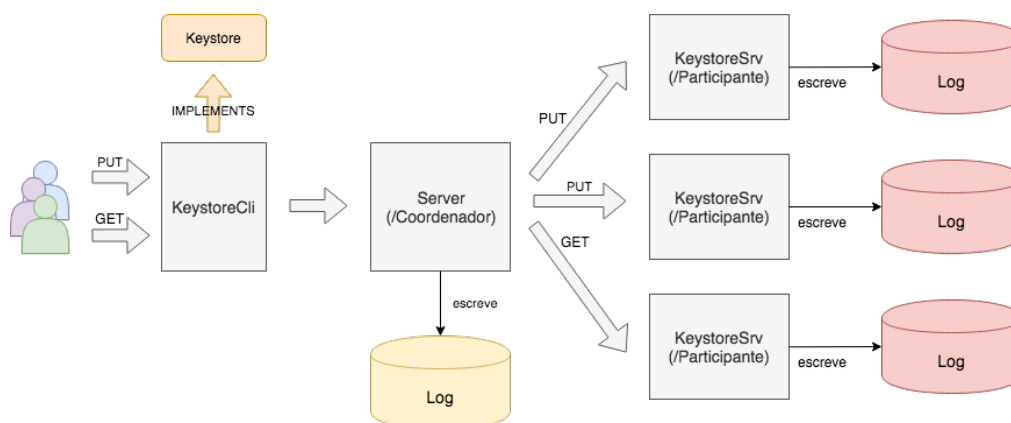 Keystore
IMPLEMENTS
PUT
GET
KeystoreCli
Server
(/Coordenador)
escreve
Log
PUT
PUT
GET
KeystoreSrv
(/Participante)
escreve
Log
KeystoreSrv
(/Participante)
escreve
Log
KeystoreSrv
(/Participante)
escreve
Log